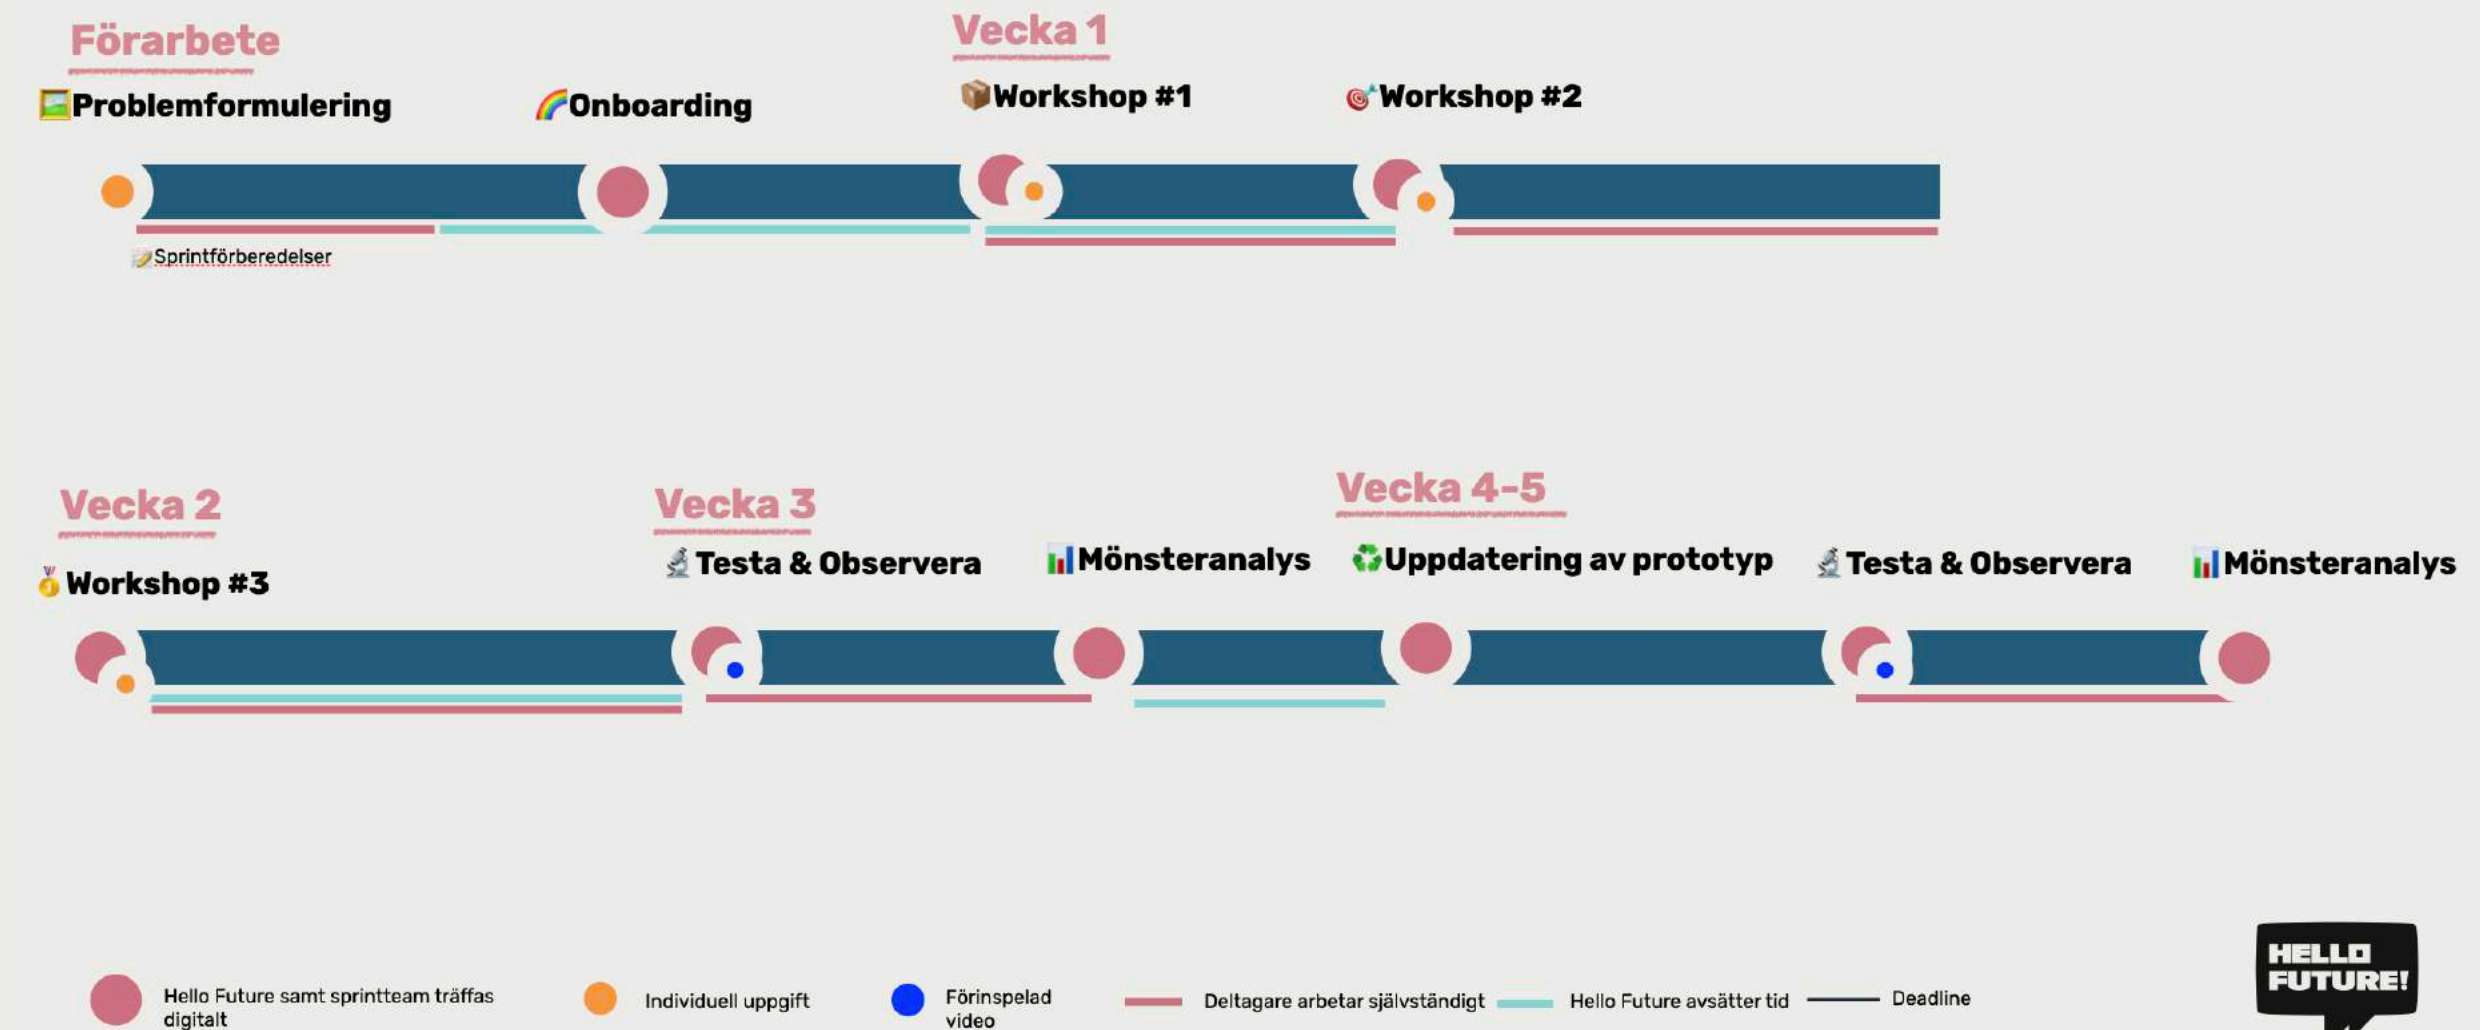 Förarbete
Vecka 1
Problemformulering
Onboarding
Workshop #1
Workshop #2
Sprintförberedelser
Vecka 2
Vecka 3
Vecka 4-5
Workshop #3
Testa & Observera
Mönsteranalys
Uppdatering av prototyp
Testa & Observera
Mönsteranalys
HELLO
FUTURE!
Hello Future samt sprintteam träffas
digitalt
Individuell uppgift
Förinspelad
video
Deltagare arbetar självständigt
Hello Future avsätter tid
Deadline